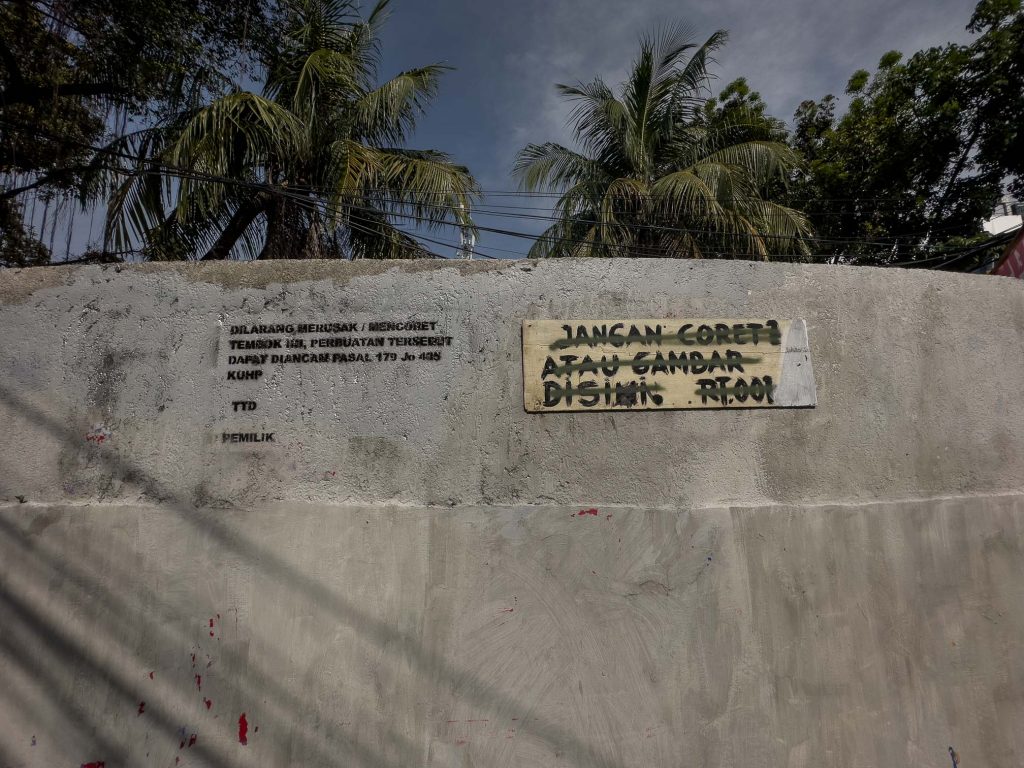 DILARANG MERUSAK / MENCORET
TEMBOK INI, PERBUATAN TERSEBUT
DAPAT DIANCAM PASAL 179 Jo 405
KUHP
TTD
PEMILIK
JANGAN CORET2
ATAU GAMBAR
DISINI. RT.001